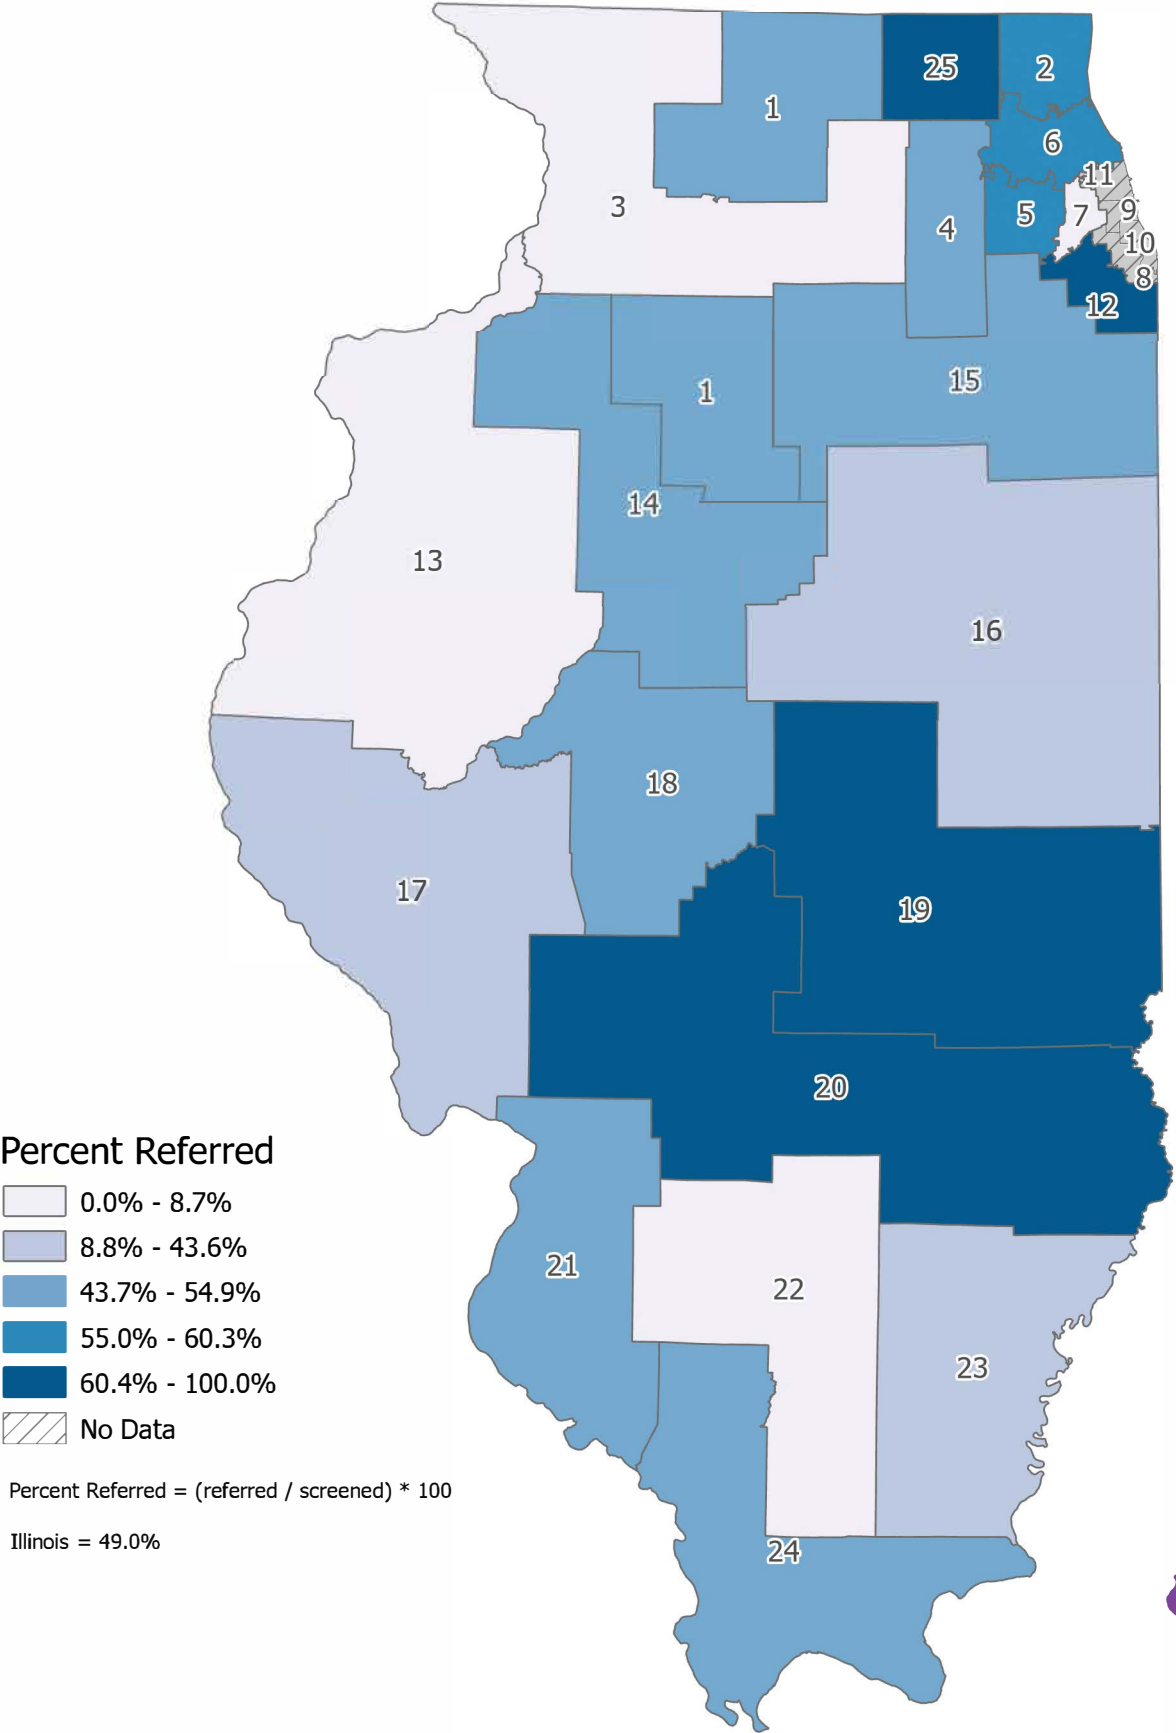 25
2
1
6
11
3
5
7
9
4
10
8
12
15
1
14
13
16
18
17
19
20
Percent Referred
0.0% - 8.7%
8.8% - 43.6%
21
43.7% - 54.9%
22
55.0% - 60.3%
23
60.4% - 100.0%
No Data
Percent Referred = (referred / screened) * 100
Illinois = 49.0%
24